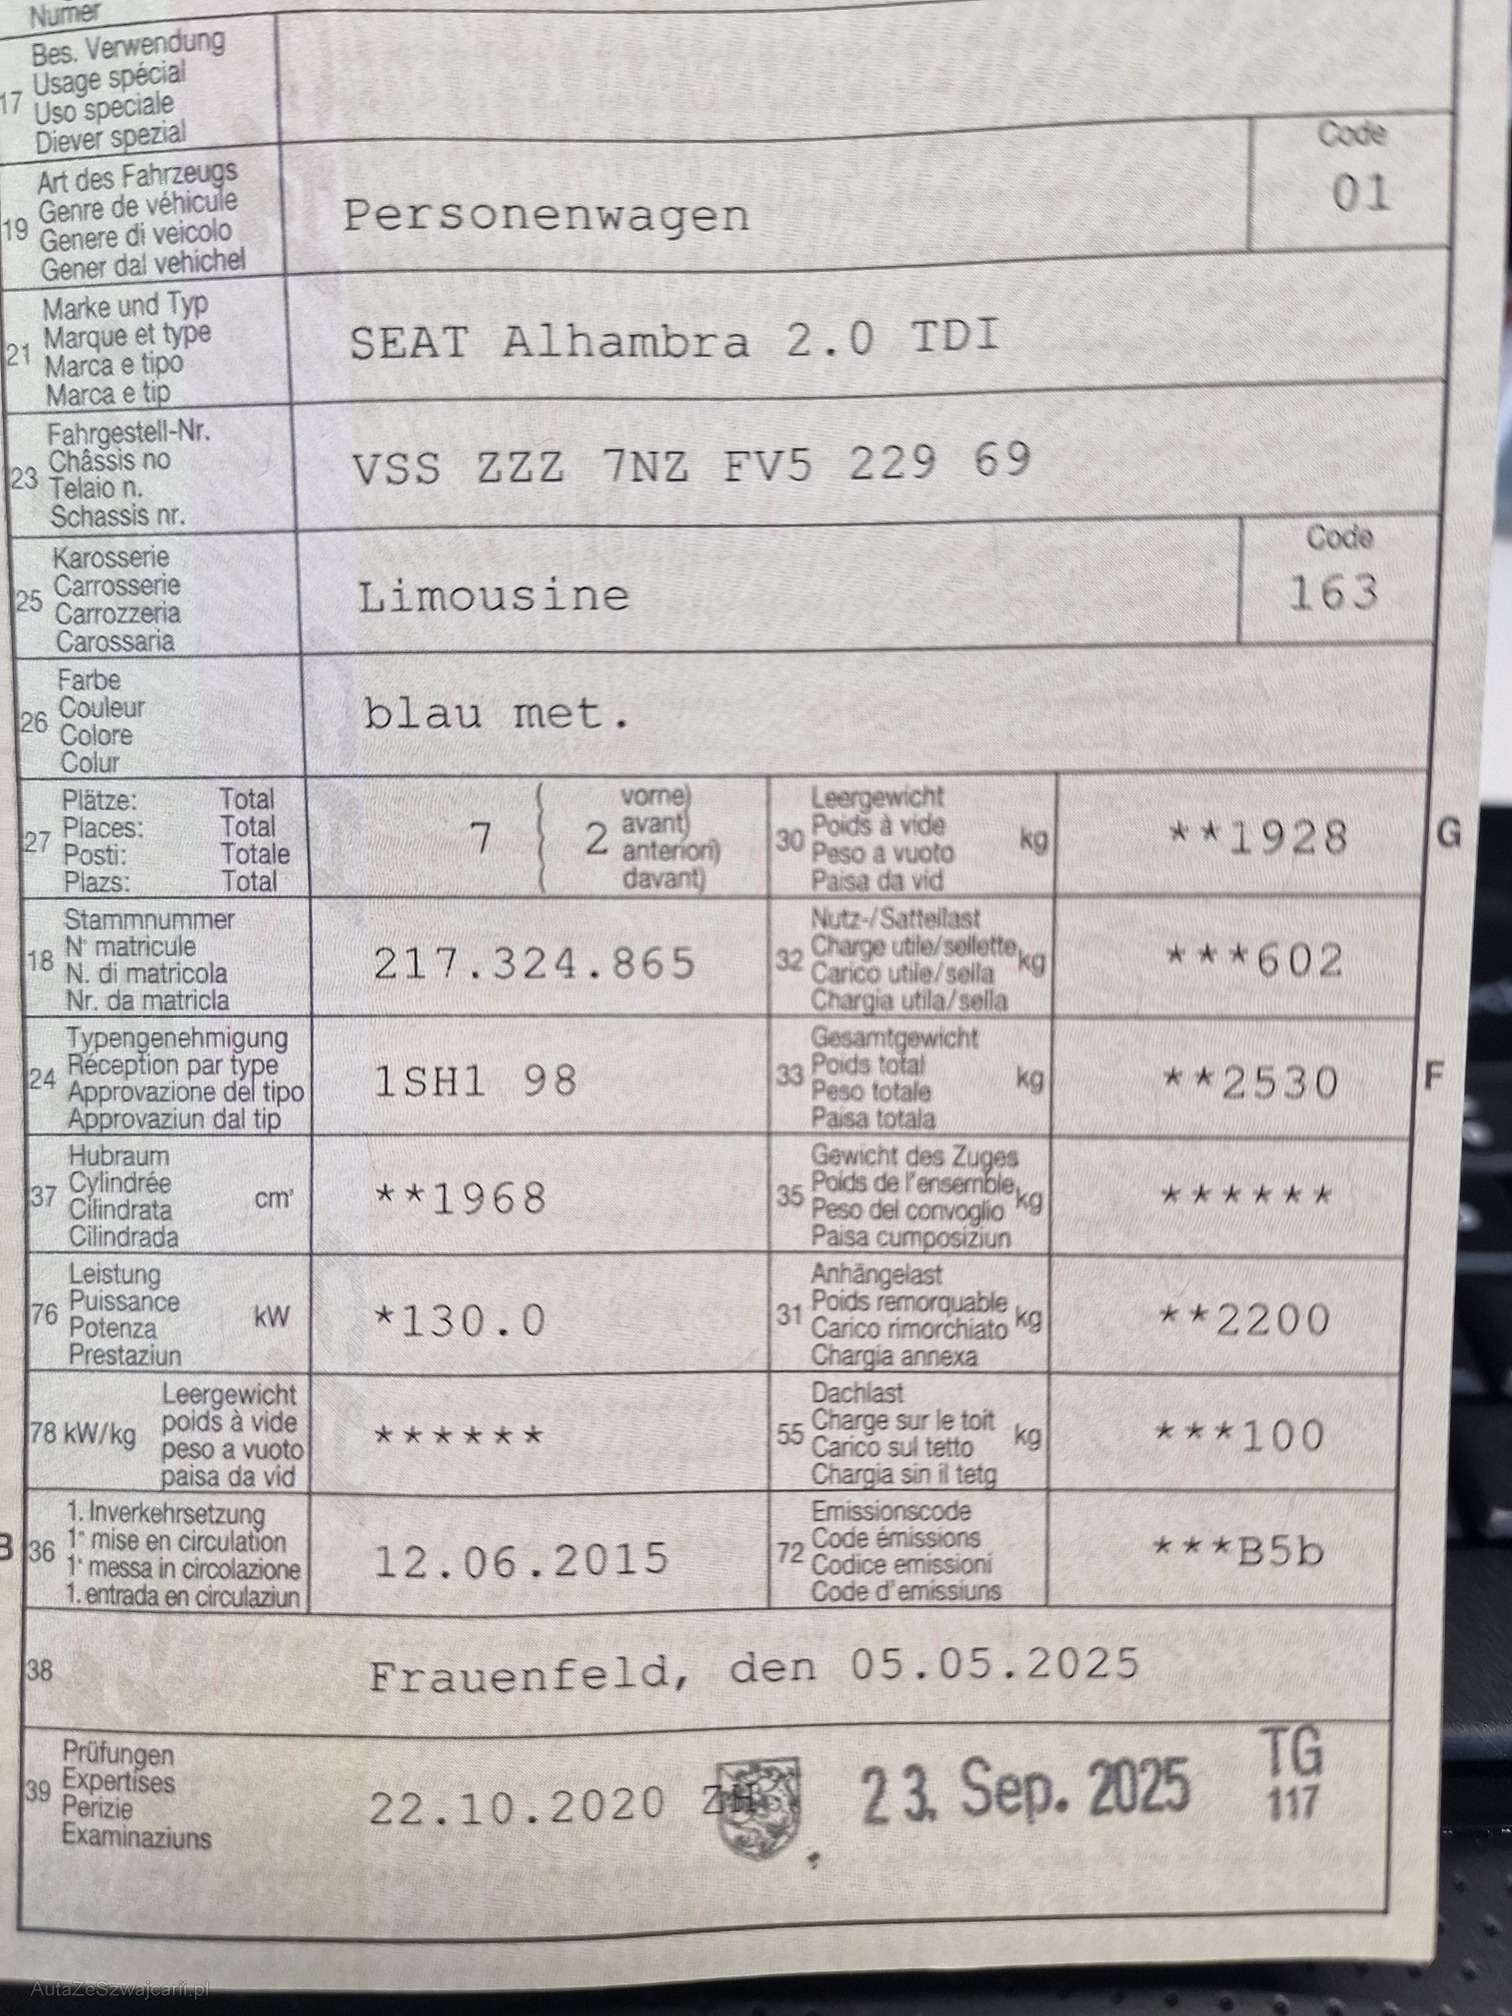 Numer
17 Bes. Verwendung
Usage spécial
Uso speciale
Diever spezial
19 Art des Fahrzeugs
Genre de véhicule
Genere di veicolo
Gener dal vehichel
Personenwagen
Code
01
21 Marke und Typ
Marque et type
Marca e tipo
Marca e tip
SEAT Alhambra 2.0 TDI
23 Fahrgestell-Nr.
Châssis no
Telaio n.
Schassis nr.
VSS ZZZ 7NZ FV5 229 69
25 Karosserie
Carrosserie
Carrozzeria
Carossaria
Limousine
Code
163
26 Farbe
Couleur
Colore
Colur
blau met.
27 Plätze: Total
Places: Total
Posti: Totale
Plazs: Total
7 { 2 vorne)
avant)
anteriori)
davant)
30 Leergewicht
Poids à vide
Peso a vuoto
Paisa da vid
kg
**1928
G
18 Stammnummer
N° matricule
N. di matricola
Nr. da matricla
217.324.865
32 Nutz-/Sattellast
Charge utile/sellette
Carico utile/sella
Chargia utila/sella
kg
***602
24 Typengenehmigung
Réception par type
Approvazione del tipo
Approvaziun dal tip
1SH1 98
33 Gesamtgewicht
Poids total
Peso totale
Paisa totala
kg
**2530
F
37 Hubraum
Cylindrée
Cilindrata
Cilindrada
cm³
**1968
35 Gewicht des Zuges
Poids de l'ensemble
Peso del convoglio
Paisa cumposiziun
kg
******
76 Leistung
Puissance
Potenza
Prestaziun
kW
*130.0
31 Anhängelast
Poids remorquable
Carico rimorchiato
Chargia annexa
kg
**2200
78 kW/kg
Leergewicht
poids à vide
peso a vuoto
paisa da vid
******
55 Dachlast
Charge sur le toit
Carico sul tetto
Chargia sin il tetg
kg
***100
B
36 1. Inverkehrsetzung
1re mise en circulation
1a messa in circolazione
1. entrada en circulaziun
12.06.2015
72 Emissionscode
Code émissions
Codice emissioni
Code d'emissiuns
***B5b
38 Frauenfeld, den 05.05.2025
39 Prüfungen
Expertises
Perizie
Examinaziuns
22.10.2020 ZH
23. Sep. 2025
TG
117
AutaZeSzwajcarii.pl